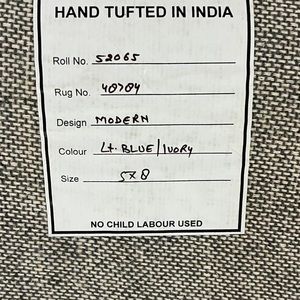 HAND TUFTED IN INDIA
Roll No. 52065
Rug No. 40704
Design MODERN
Colour Lt. BLUE/IVORY
Size 5x8
NO CHILD LABOUR USED